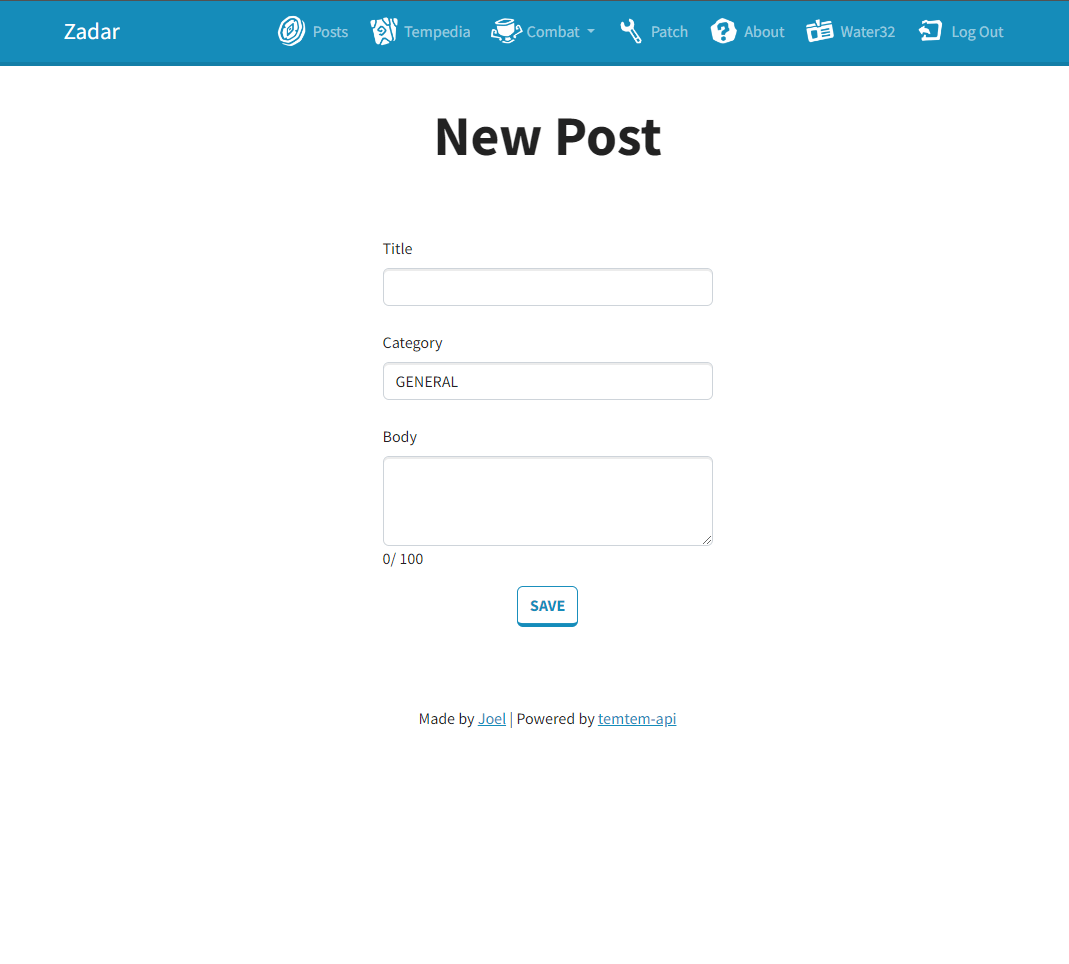 Zadar Posts Tempedia Combat Patch About Water32 Log Out
New Post
Title
Category
GENERAL
Body
0/ 100
SAVE
Made by Joel | Powered by temtem-api